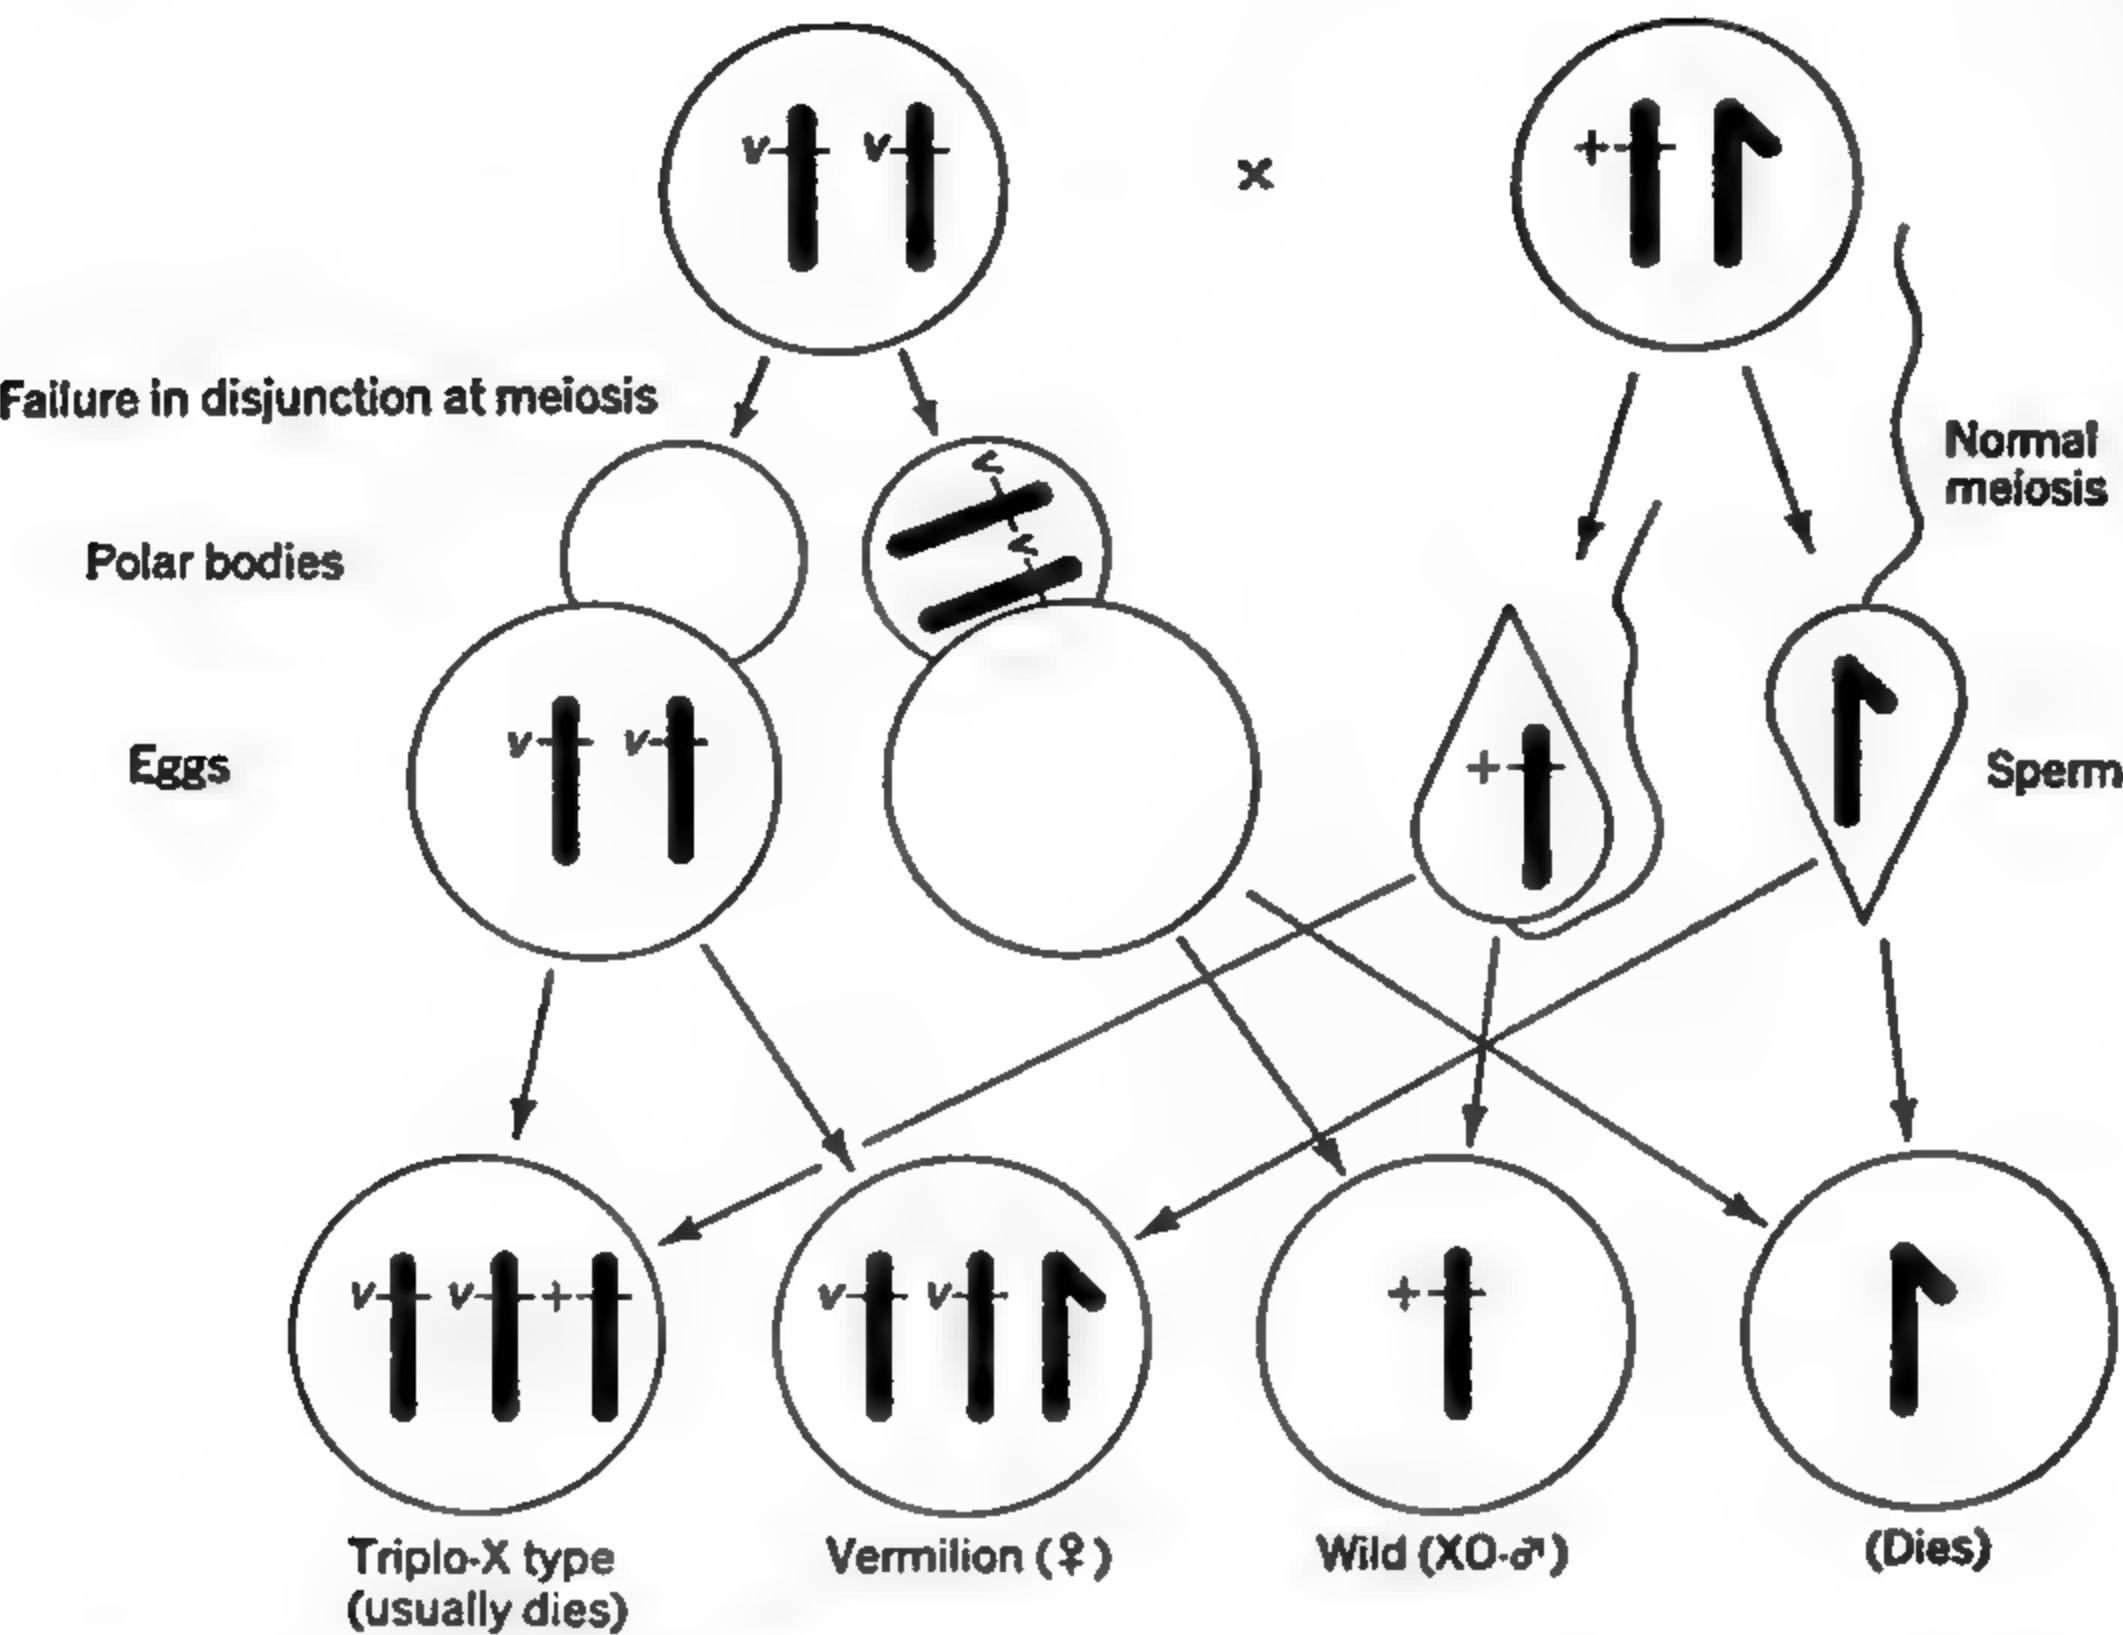 v v
x
+
Failure in disjunction at meiosis
Normal
meiosis
v
v
Polar bodies
Eggs
v v
+
Sperm
v v +
v v
+
Triplo-X type
(usually dies)
Vermilion (♀)
Wild (XO-♂)
(Dies)